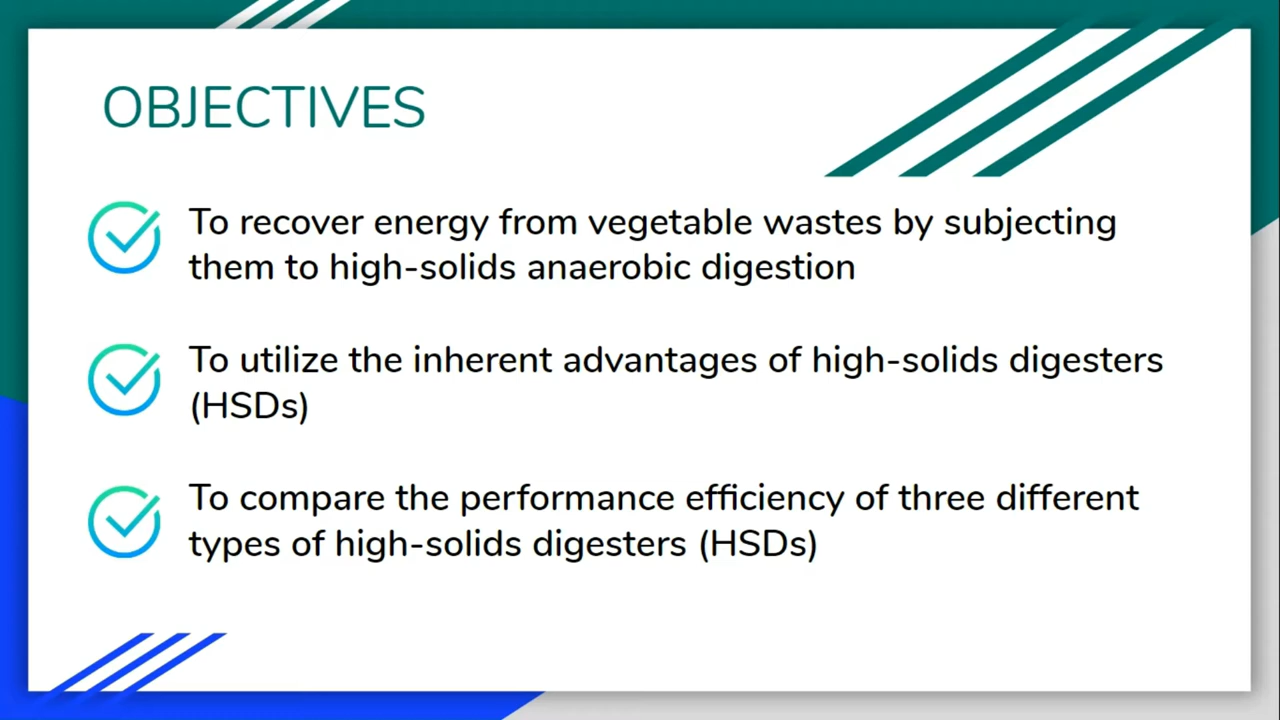 OBJECTIVES
To recover energy from vegetable wastes by subjecting
them to high-solids anaerobic digestion
To utilize the inherent advantages of high-solids digesters
(HSDs)
To compare the performance efficiency of three different
types of high-solids digesters (HSDs)